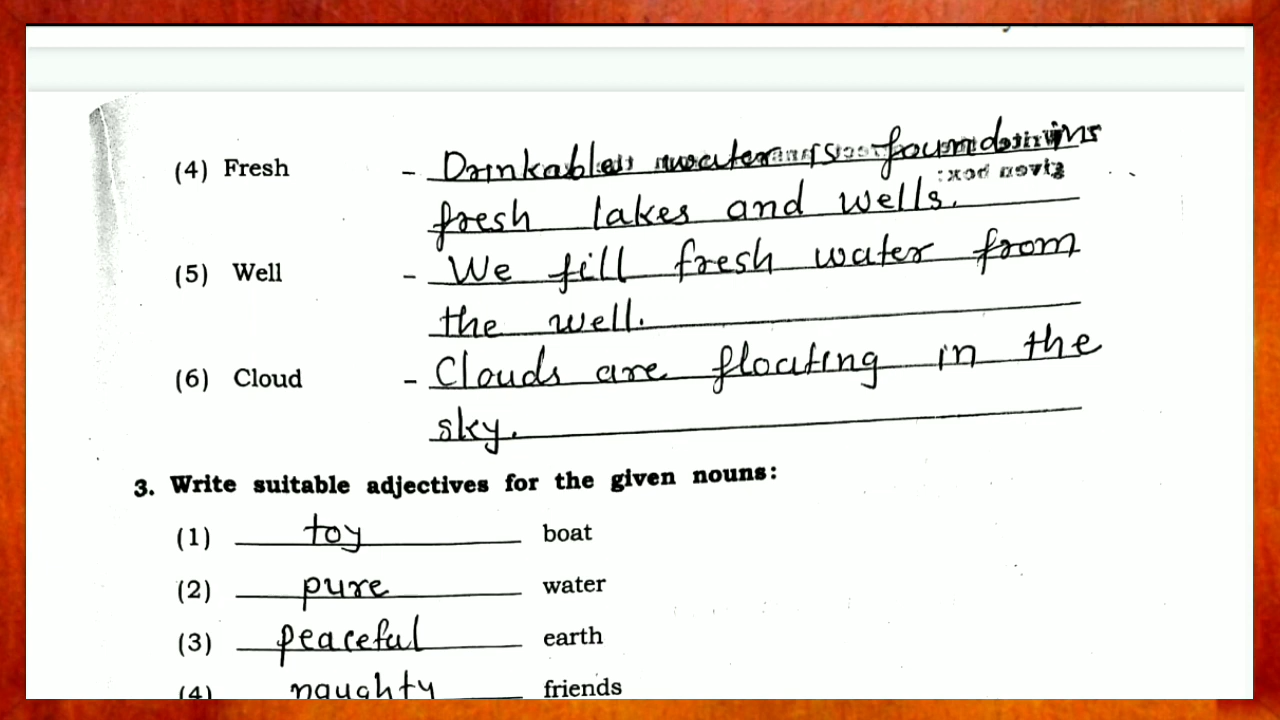 (4) Fresh - Drinkable water is found in
fresh lakes and wells.
(5) Well - We fill fresh water from
the well.
(6) Cloud - Clouds are floating in the
sky.
3. Write suitable adjectives for the given nouns:
(1) toy boat
(2) pure water
(3) peaceful earth
(4) naughty friends